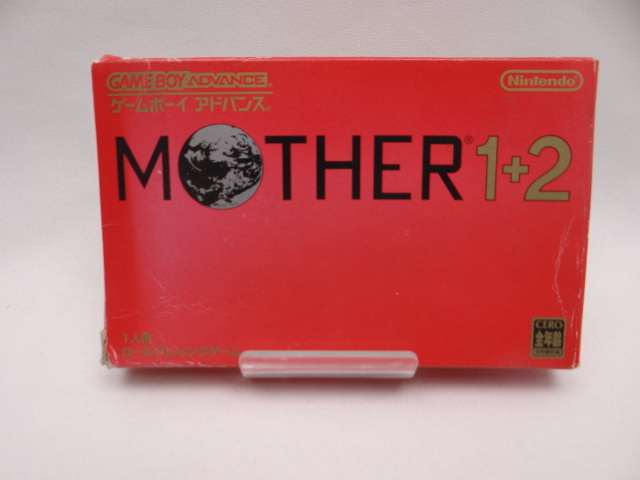 GAME BOY ADVANCE
ゲームボーイ アドバンス®
Nintendo®
MOTHER® 1+2
1人用
ロールプレイングゲーム
CERO
全年齢